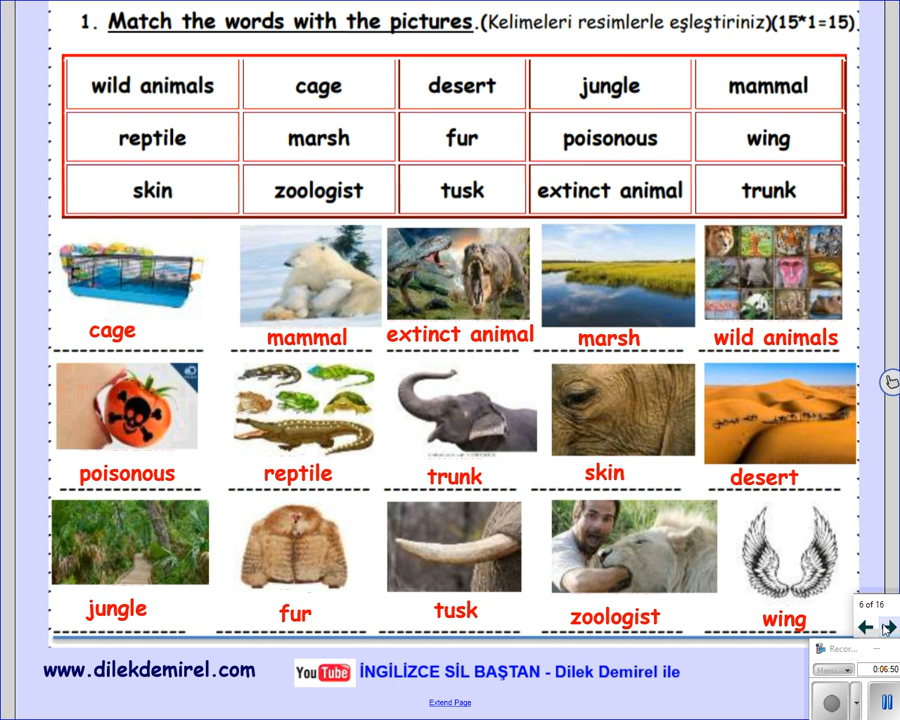 1. Match the words with the pictures.(Kelimeleri resimlerle eşleştiriniz)(15*1=15)
wild animals cage desert jungle mammal
reptile marsh fur poisonous wing
skin zoologist tusk extinct animal trunk
cage mammal extinct animal marsh wild animals
poisonous reptile trunk skin desert
jungle fur tusk zoologist wing
6 of 16
www.dilekdemirel.com YouTube İNGİLİZCE SİL BAŞTAN - Dilek Demirel ile
Recor...
Menu
0:06:50
Extend Page